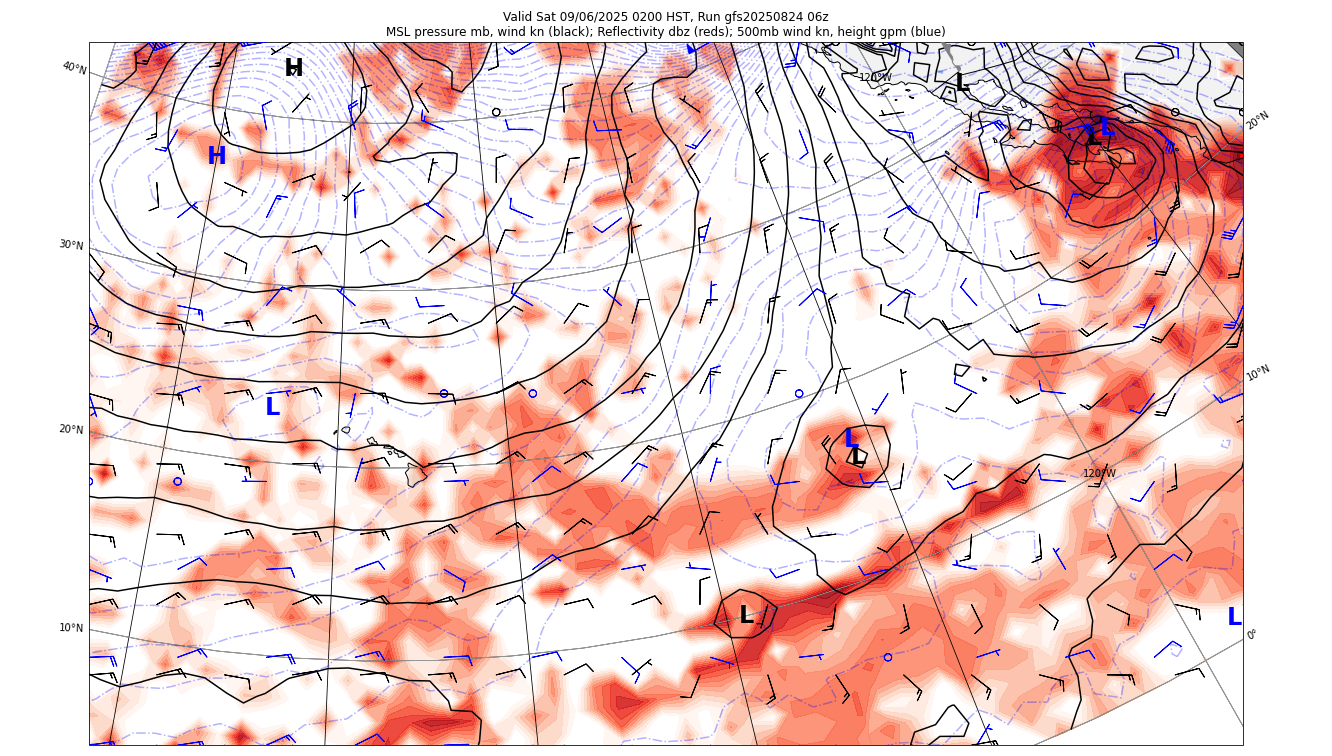 Valid Sat 09/06/2025 0200 HST, Run gfs20250824 06z
MSL pressure mb, wind kn (black); Reflectivity dbz (reds); 500mb wind kn, height gpm (blue)
40°N
H
120°W
L
20°N
L
L
H
30°N
10°N
L
20°N
L
L
120°W
10°N
L
L
0°